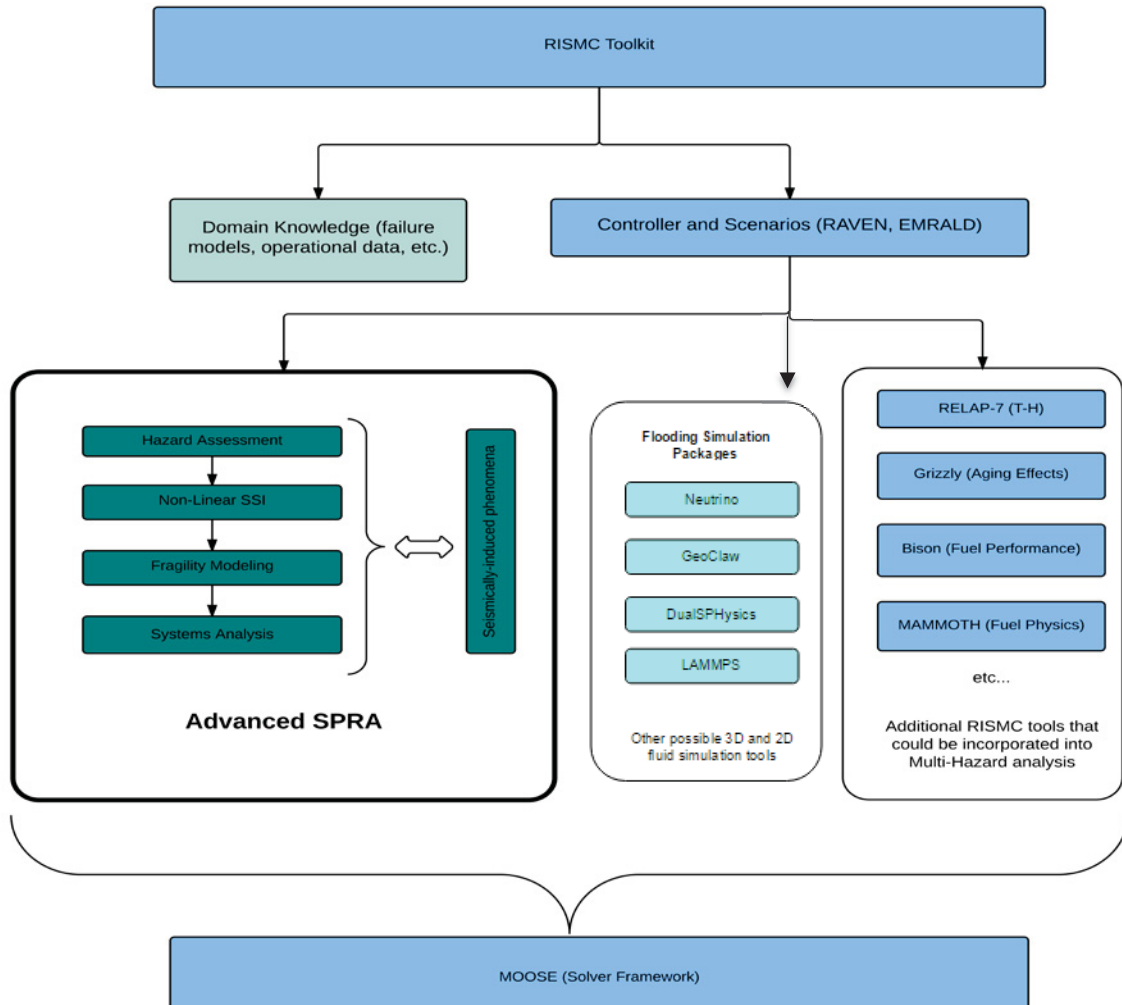 RISMC Toolkit
Domain Knowledge (failure
models, operational data, etc.)
Controller and Scenarios (RAVEN, EMRALD)
Hazard Assessment
Non-Linear SSI
Fragility Modeling
Systems Analysis
Seismically-induced phenomena
Advanced SPRA
Flooding Simulation
Packages
Neutrino
GeoClaw
DualSPHysics
LAMMPS
Other possible 3D and 2D
fluid simulation tools
RELAP-7 (T-H)
Grizzly (Aging Effects)
Bison (Fuel Performance)
MAMMOTH (Fuel Physics)
etc...
Additional RISMC tools that
could be incorporated into
Multi-Hazard analysis
MOOSE (Solver Framework)